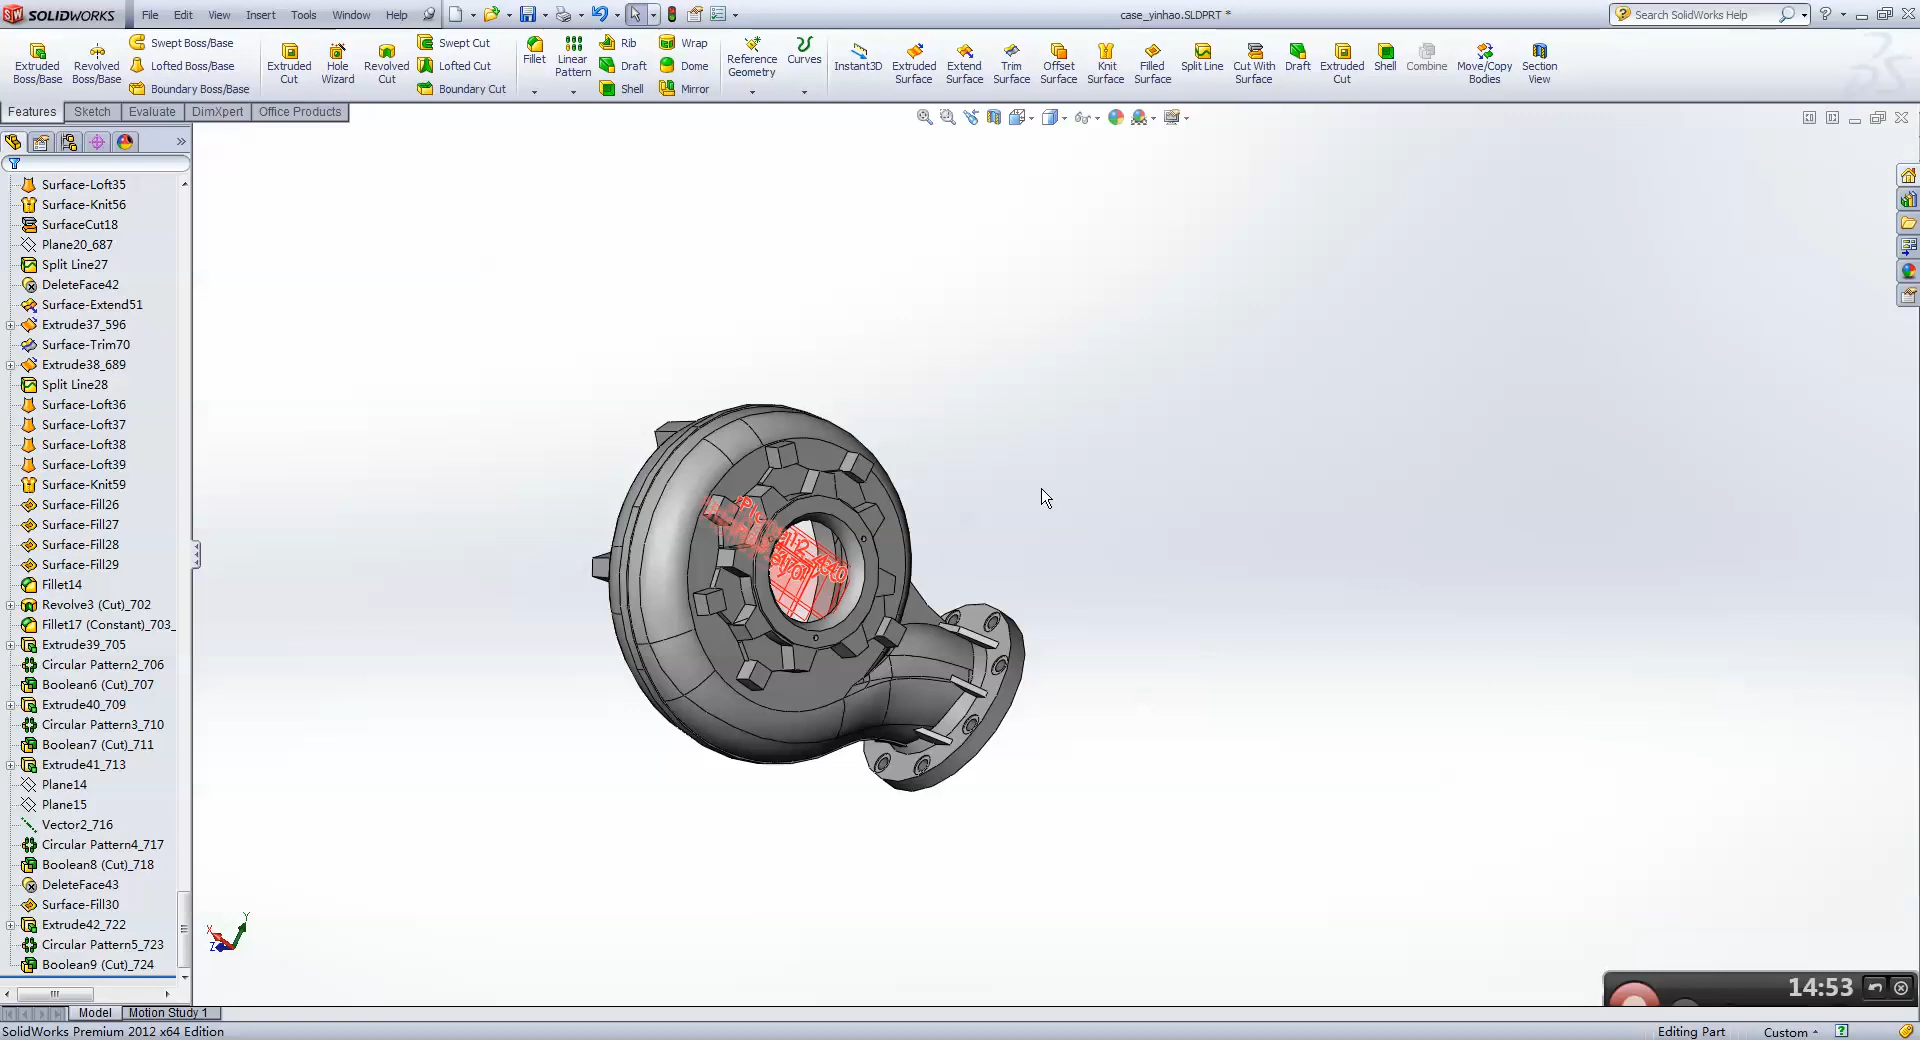 SOLIDWORKS File Edit View Insert Tools Window Help case_yinhao.SLDPRT * Search SolidWorks Help
Extruded Boss/Base
Revolved Boss/Base
Swept Boss/Base
Lofted Boss/Base
Boundary Boss/Base
Extruded Cut
Hole Wizard
Revolved Cut
Swept Cut
Lofted Cut
Boundary Cut
Fillet
Linear Pattern
Rib
Draft
Shell
Wrap
Dome
Mirror
Reference Geometry
Curves
Instant3D
Extruded Surface
Extend Surface
Trim Surface
Offset Surface
Knit Surface
Filled Surface
Split Line
Cut With Surface
Draft
Extruded Cut
Shell
Combine
Move/Copy Bodies
Section View
Features Sketch Evaluate DimXpert Office Products
Surface-Loft35
Surface-Knit56
SurfaceCut18
Plane20_687
Split Line27
DeleteFace42
Surface-Extend51
Extrude37_596
Surface-Trim70
Extrude38_689
Split Line28
Surface-Loft36
Surface-Loft37
Surface-Loft38
Surface-Loft39
Surface-Knit59
Surface-Fill26
Surface-Fill27
Surface-Fill28
Surface-Fill29
Fillet14
Revolve3 (Cut)_702
Fillet17 (Constant)_703_
Extrude39_705
Circular Pattern2_706
Boolean6 (Cut)_707
Extrude40_709
Circular Pattern3_710
Boolean7 (Cut)_711
Extrude41_713
Plane14
Plane15
Vector2_716
Circular Pattern4_717
Boolean8 (Cut)_718
DeleteFace43
Surface-Fill30
Extrude42_722
Circular Pattern5_723
Boolean9 (Cut)_724
Y
X
Z
14:53
Model Motion Study 1
SolidWorks Premium 2012 x64 Edition Editing Part Custom